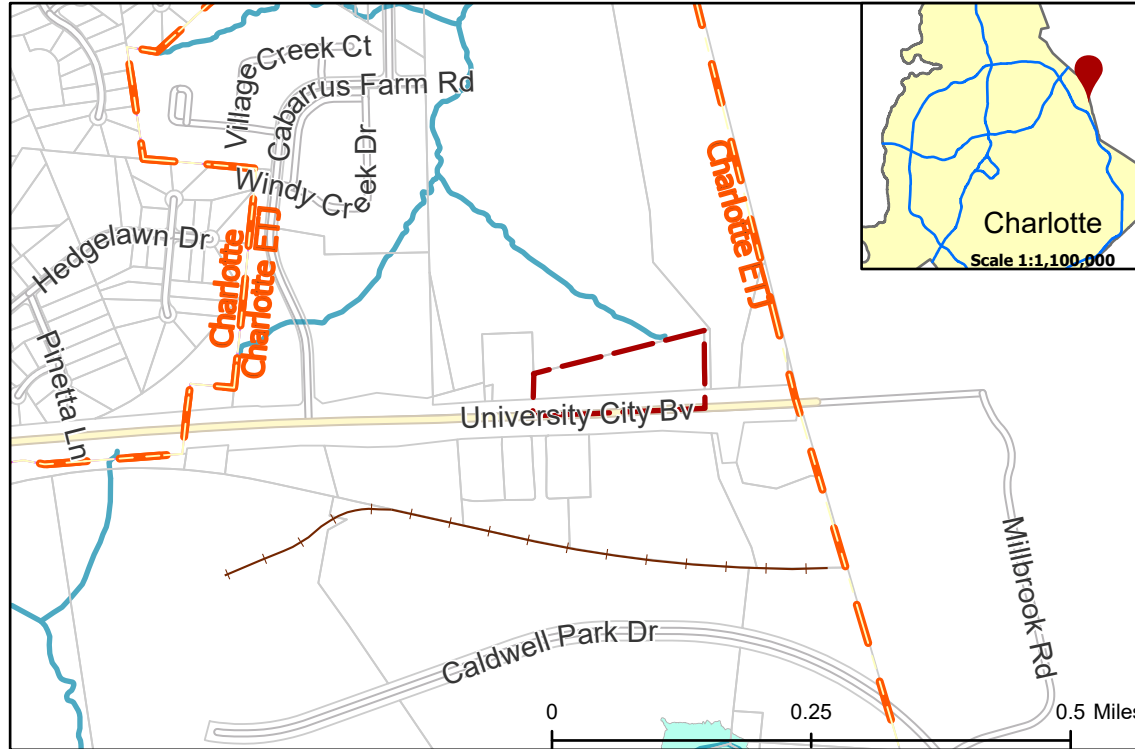 Village Creek Ct
Cabarrus Farm Rd
Windy Creek Dr
Hedgelawn Dr
Charlotte
Charlotte ETJ
Pinetta Ln
Charlotte ETJ
University City Bv
Millbrook Rd
Caldwell Park Dr
0 0.25 0.5 Miles
Charlotte
Scale 1:1,100,000